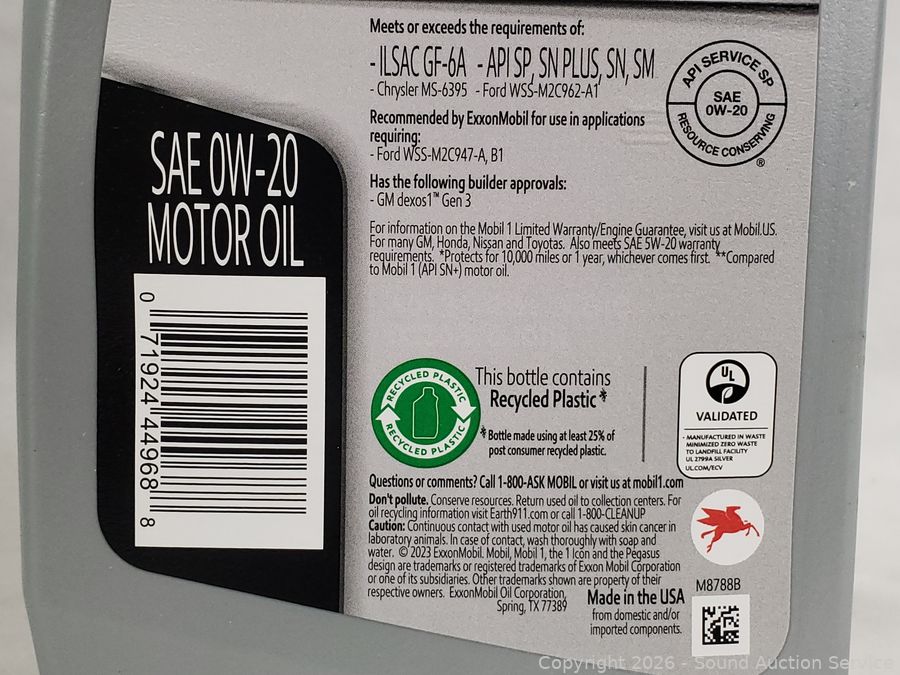 Meets or exceeds the requirements of:
- ILSAC GF-6A - API SP, SN PLUS, SN, SM
- Chrysler MS-6395 - Ford WSS-M2C962-A1
Recommended by ExxonMobil for use in applications
requiring:
- Ford WSS-M2C947-A, B1
Has the following builder approvals:
- GM dexos1™ Gen 3
For information on the Mobil 1 Limited Warranty/Engine Guarantee, visit us at Mobil.US.
For many GM, Honda, Nissan and Toyotas. Also meets SAE 5W-20 warranty
requirements. *Protects for 10,000 miles or 1 year, whichever comes first. **Compared
to Mobil 1 (API SN+) motor oil.
API SERVICE SP
SAE
0W-20
RESOURCE CONSERVING
®
SAE 0W-20
MOTOR OIL
0 71924 44968 8
RECYCLED PLASTIC
RECYCLED PLASTIC
This bottle contains
Recycled Plastic*
*Bottle made using at least 25% of
post consumer recycled plastic.
UL
VALIDATED
- MANUFACTURED IN WASTE
MINIMIZED ZERO WASTE
TO LANDFILL FACILITY
UL 2799A SILVER
UL.COM/ECV
Questions or comments? Call 1-800-ASK MOBIL or visit us at mobil1.com
Don't pollute. Conserve resources. Return used oil to collection centers. For
oil recycling information visit Earth911.com or call 1-800-CLEANUP
Caution: Continuous contact with used motor oil has caused skin cancer in
laboratory animals. In case of contact, wash thoroughly with soap and
water. © 2023 ExxonMobil. Mobil, Mobil 1, the 1 Icon and the Pegasus
design are trademarks or registered trademarks of Exxon Mobil Corporation
or one of its subsidiaries. Other trademarks shown are property of their
respective owners. ExxonMobil Oil Corporation,
Spring, TX 77389
Made in the USA
from domestic and/or
imported components.
M8788B
Copyright 2026 - Sound Auction Service